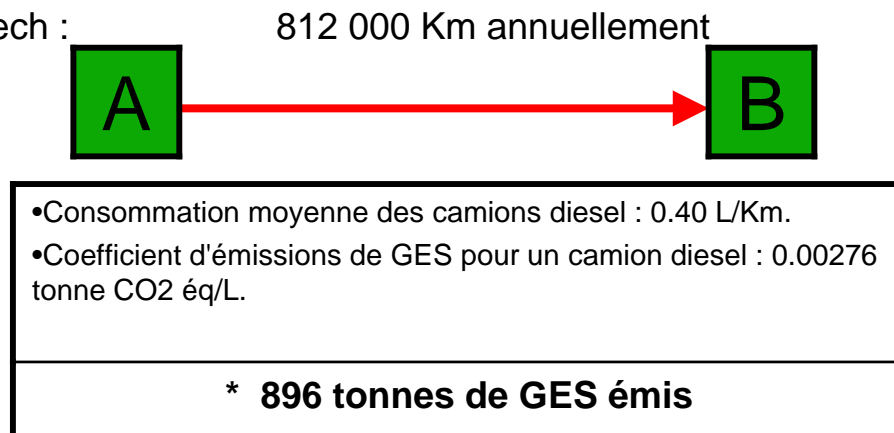 ech : 812 000 Km annuellement
A B
•Consommation moyenne des camions diesel : 0.40 L/Km.
•Coefficient d'émissions de GES pour un camion diesel : 0.00276
tonne CO2 éq/L.
* 896 tonnes de GES émis